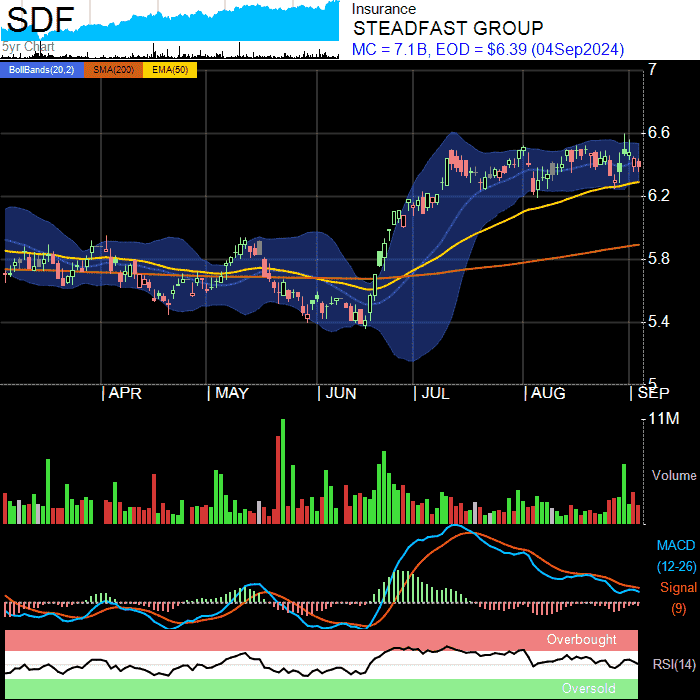 SDF
5yr Chart
Insurance
STEADFAST GROUP
MC = 7.1B, EOD = $6.39 (04Sep2024)
BollBands(20,2) SMA(200) EMA(50)
7
6.6
6.2
5.8
5.4
5
APR MAY JUN JUL AUG SEP
11M
Volume
MACD
(12-26)
Signal
(9)
Overbought
RSI(14)
Oversold